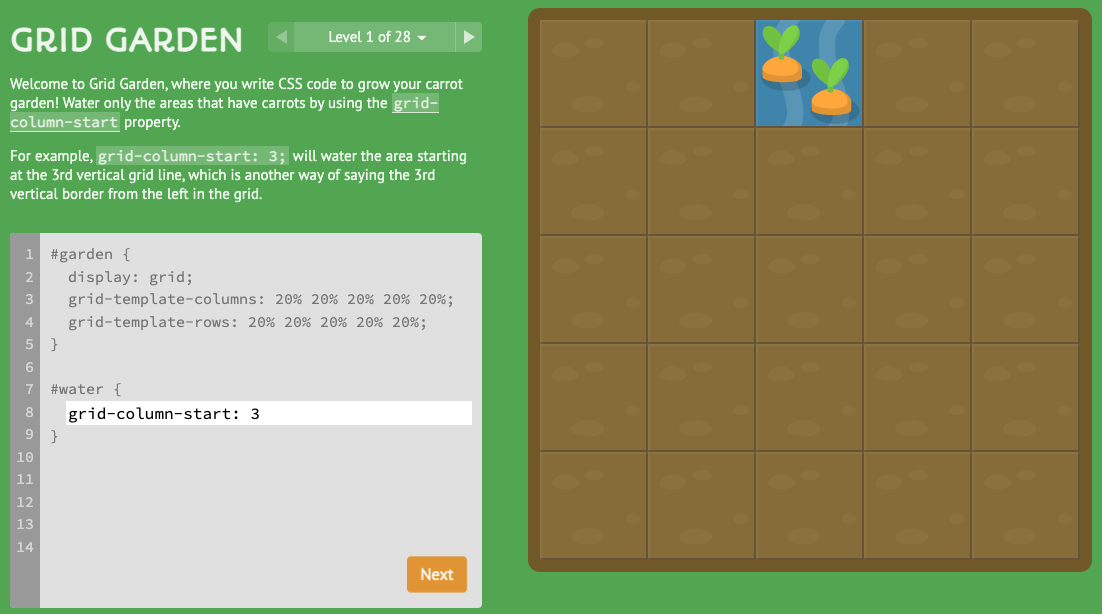 GRID GARDEN
Level 1 of 28
Welcome to Grid Garden, where you write CSS code to grow your carrot
garden! Water only the areas that have carrots by using the grid-
column-start property.
For example, grid-column-start: 3; will water the area starting
at the 3rd vertical grid line, which is another way of saying the 3rd
vertical border from the left in the grid.
1 #garden {
2 display: grid;
3 grid-template-columns: 20% 20% 20% 20% 20%;
4 grid-template-rows: 20% 20% 20% 20% 20%;
5 }
6
7 #water {
8 grid-column-start: 3
9 }
10
11
12
13
14
Next